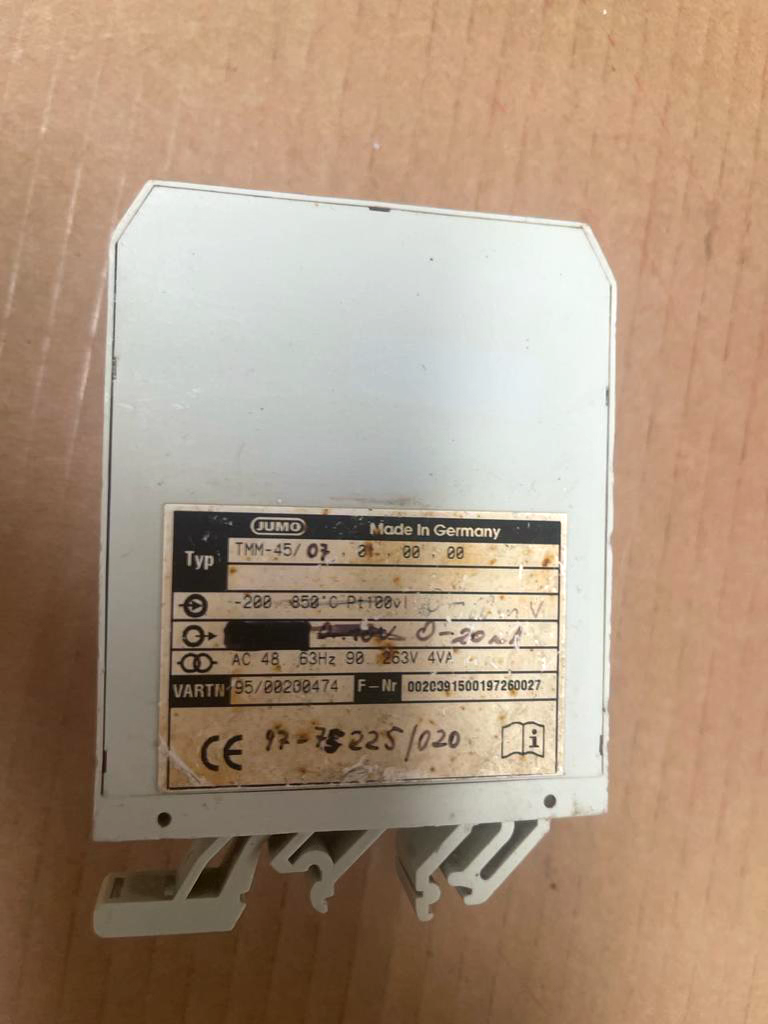 JUMO Made In Germany
Typ TMM-45/07 . 01 . 00 . 00
-200 850°C Pt100 V
0-20mA
AC 48 63Hz 90 263V 4VA
VARTN 95/00200474 F-Nr 0020391500197260027
CE 97-75225/020 i